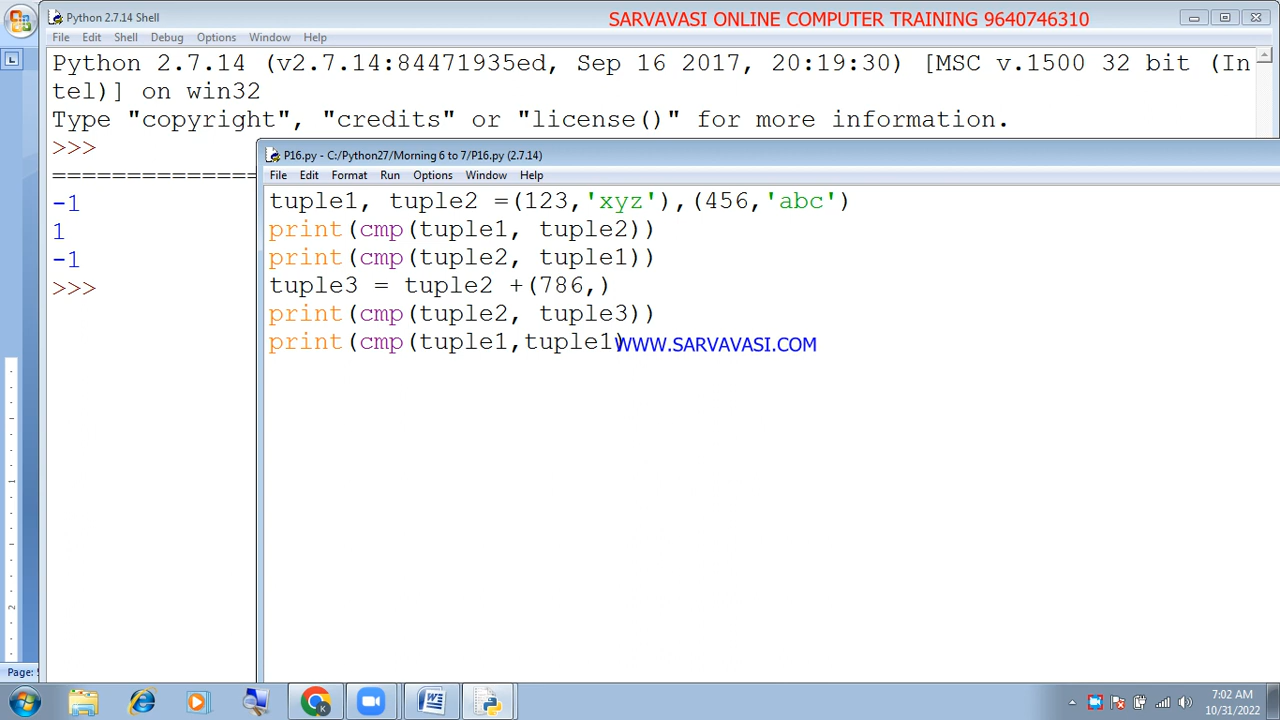 Python 2.7.14 Shell
SARVAVASI ONLINE COMPUTER TRAINING 9640746310
File Edit Shell Debug Options Window Help
Python 2.7.14 (v2.7.14:84471935ed, Sep 16 2017, 20:19:30) [MSC v.1500 32 bit (In
tel)] on win32
Type "copyright", "credits" or "license()" for more information.
>>>
-1
1
-1
>>>
P16.py - C:/Python27/Morning 6 to 7/P16.py (2.7.14)
File Edit Format Run Options Window Help
tuple1, tuple2 =(123,'xyz'),(456,'abc')
print(cmp(tuple1, tuple2))
print(cmp(tuple2, tuple1))
tuple3 = tuple2 +(786,)
print(cmp(tuple2, tuple3))
print(cmp(tuple1,tuple1)
WWW.SARVAVASI.COM
Page:
7:02 AM
10/31/2022